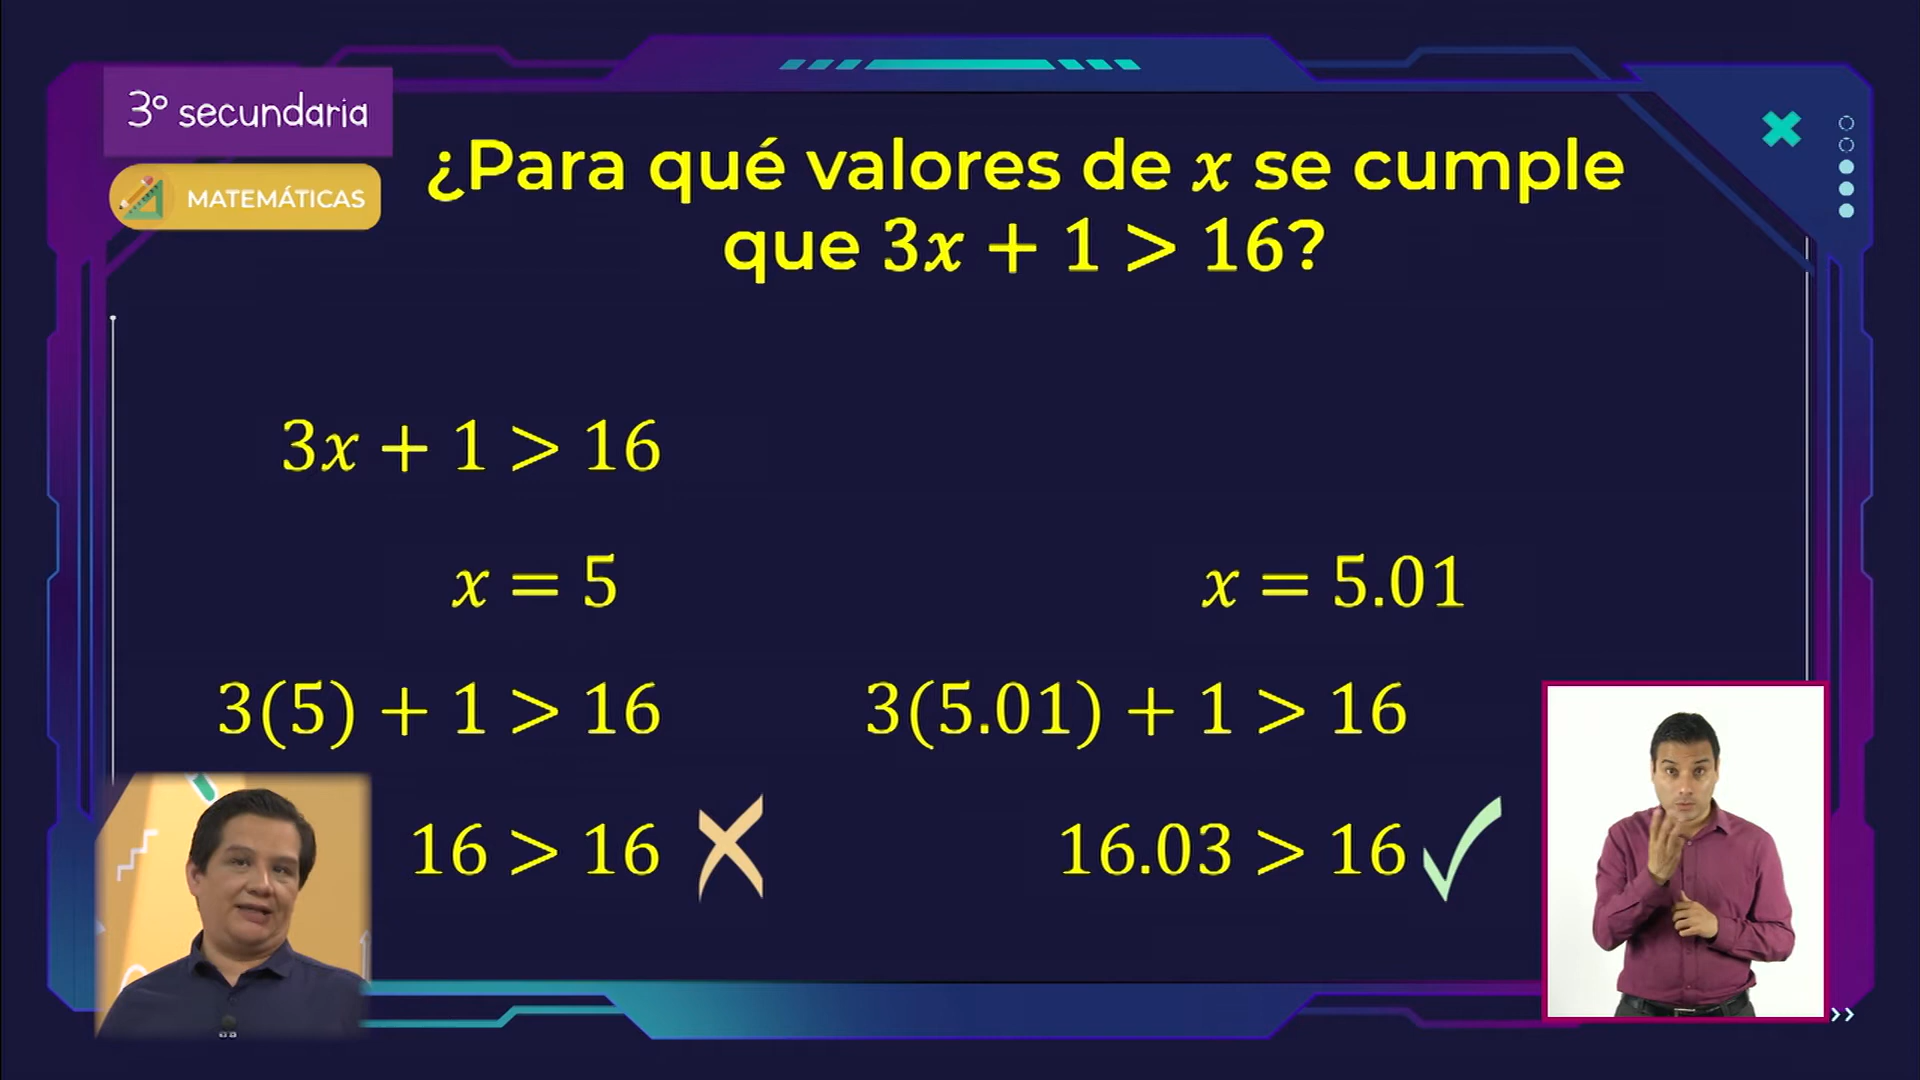 3° secundaria
MATEMÁTICAS
¿Para qué valores de x se cumple
que 3x + 1 > 16?
3x + 1 > 16
x = 5
x = 5.01
3(5) + 1 > 16
3(5.01) + 1 > 16
16 > 16
16.03 > 16